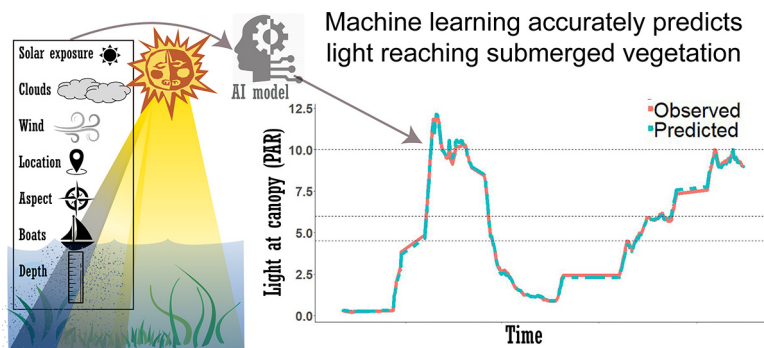 Machine learning accurately predicts
light reaching submerged vegetation
Solar exposure
Clouds
Wind
Location
Aspect
Boats
Depth
AI model
Observed
Predicted
Light at canopy (PAR)
12.5
10.0
7.5
5.0
2.5
0.0
Time